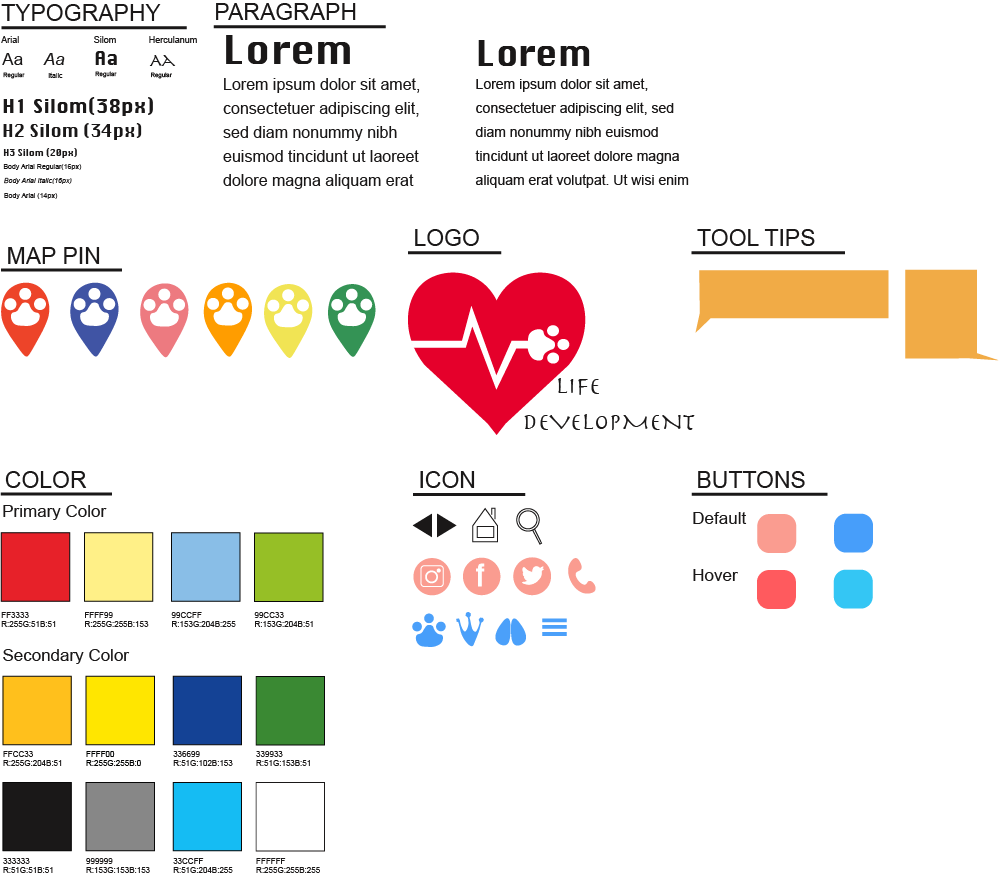 TYPOGRAPHY
Arial
Silom
Herculanum
Aa
Aa
Aa
AA
Regular
Italic
Regular
Regular
H1 Silom(38px)
H2 Silom (34px)
H3 Silom (20px)
Body Arial Regular(16px)
Body Arial Italic(16px)
Body Arial (14px)
PARAGRAPH
Lorem
Lorem ipsum dolor sit amet,
consectetuer adipiscing elit,
sed diam nonummy nibh
euismod tincidunt ut laoreet
dolore magna aliquam erat
Lorem
Lorem ipsum dolor sit amet,
consectetuer adipiscing elit, sed
diam nonummy nibh euismod
tincidunt ut laoreet dolore magna
aliquam erat volutpat. Ut wisi enim
MAP PIN
LOGO
LIFE
DEVELOPMENT
TOOL TIPS
COLOR
Primary Color
FF3333
R:255G:51B:51
FFFF99
R:255G:255B:153
99CCFF
R:153G:204B:255
99CC33
R:153G:204B:51
Secondary Color
FFCC33
R:255G:204B:51
FFFF00
R:255G:255B:0
336699
R:51G:102B:153
339933
R:51G:153B:51
333333
R:51G:51B:51
999999
R:153G:153B:153
33CCFF
R:51G:204B:255
FFFFFF
R:255G:255B:255
ICON
f
BUTTONS
Default
Hover